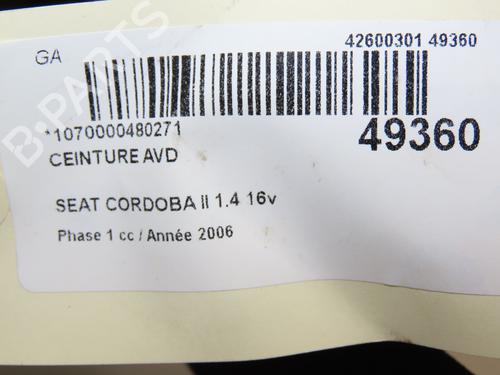 GA
42600301 49360
*1070000480271
49360
CEINTURE AVD
SEAT CORDOBA II 1.4 16v
Phase 1 cc / Année 2006
B-PARTS